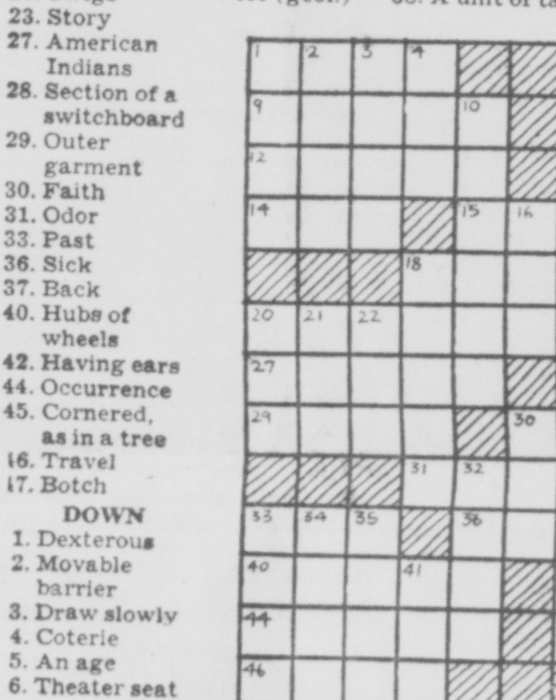 23. Story
27. American
Indians
28. Section of a
switchboard
29. Outer
garment
30. Faith
31. Odor
33. Past
36. Sick
37. Back
40. Hubs of
wheels
42. Having ears
44. Occurrence
45. Cornered,
as in a tree
16. Travel
17. Botch
DOWN
1. Dexterous
2. Movable
barrier
3. Draw slowly
4. Coterie
5. An age
6. Theater seat
1 2 3 4
9 10
12
14 15 16
18
20 21 22
27
29 30
31 32
33 34 35 36
40 41
44
46